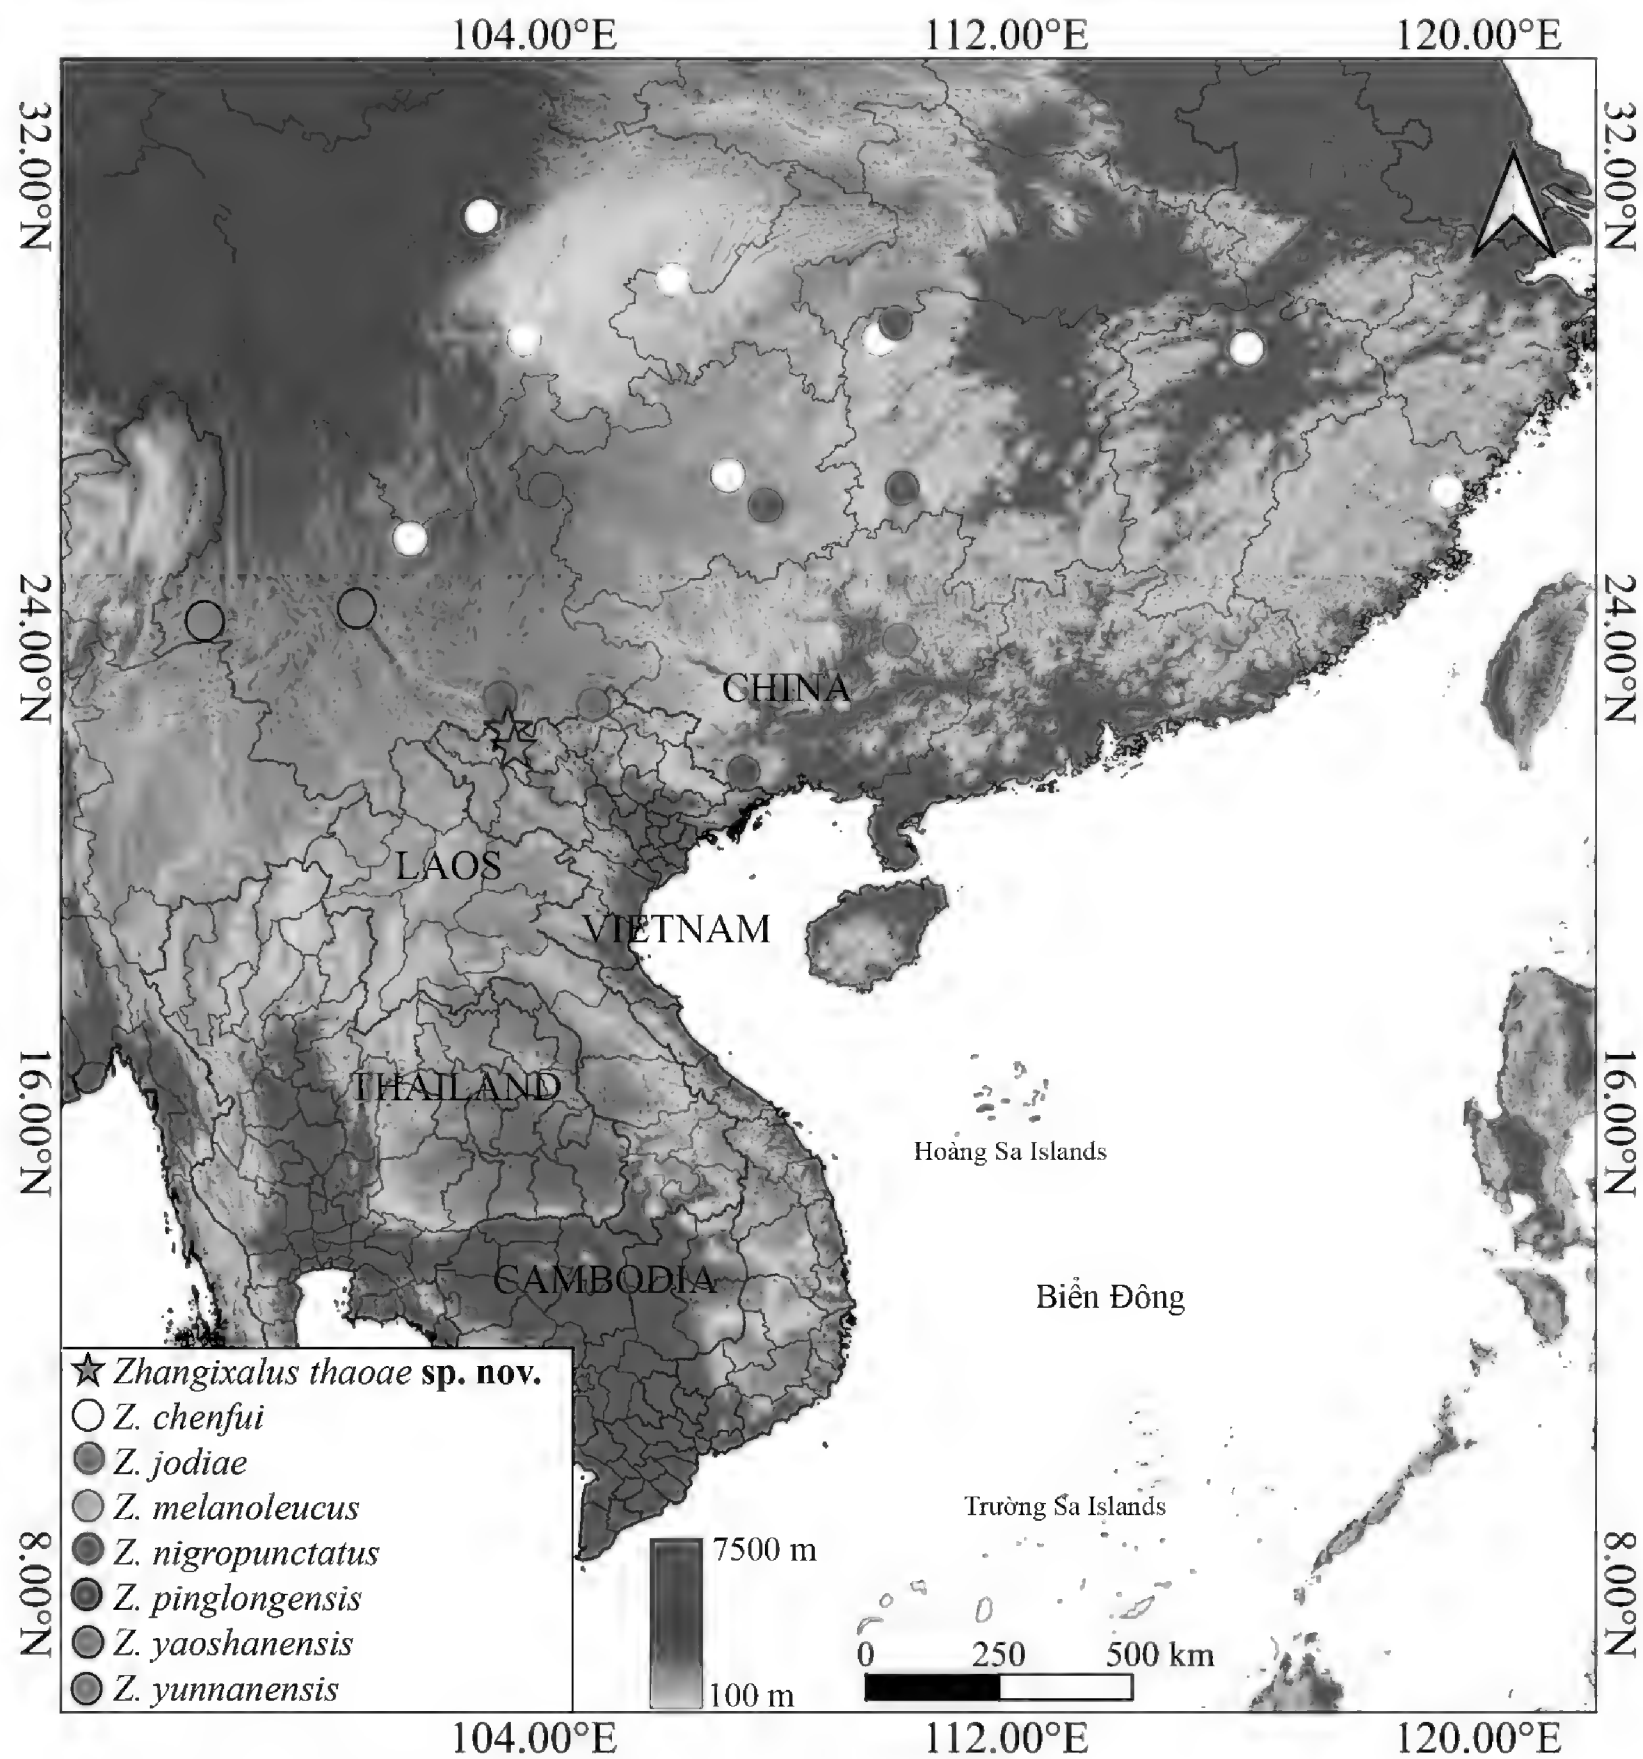 104.00°E 112.00°E 120.00°E
32.00°N 32.00°N
24.00°N 24.00°N
CHINA
LAOS
VIETNAM
16.00°N 16.00°N
THAILAND
Hoàng Sa Islands
CAMBODIA
Biển Đông
Zhangixalus thaoae sp. nov.
Z. chenfui
Z. jodiae
Z. melanoleucus
Z. nigropunctatus
Z. pinglongensis
Z. yaoshanensis
Z. yunnanensis
Trường Sa Islands
8.00°N 8.00°N
7500 m
100 m
0 250 500 km
104.00°E 112.00°E 120.00°E